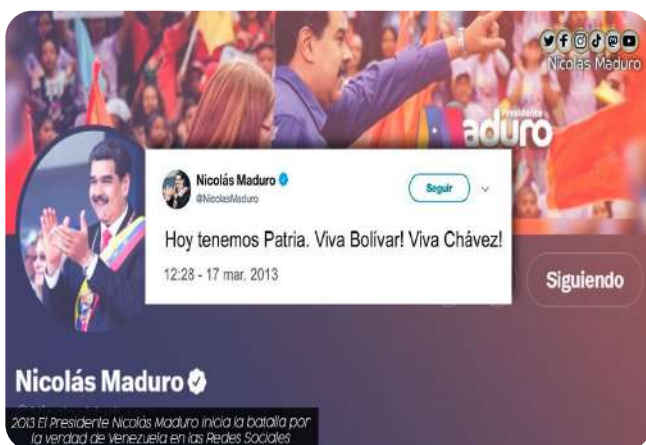 Nicolás Maduro
Presidente
Maduro
Nicolás Maduro
@NicolasMaduro
Seguir
Hoy tenemos Patria. Viva Bolívar! Viva Chávez!
12:28 - 17 mar. 2013
Siguiendo
Nicolás Maduro
2013 El Presidente Nicolás Maduro inicia la batalla por
la verdad de Venezuela en las Redes Sociales